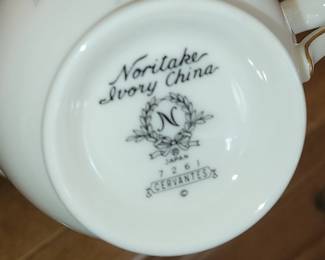 Noritake
Ivory China
N
®
JAPAN
7261
CERVANTES
©